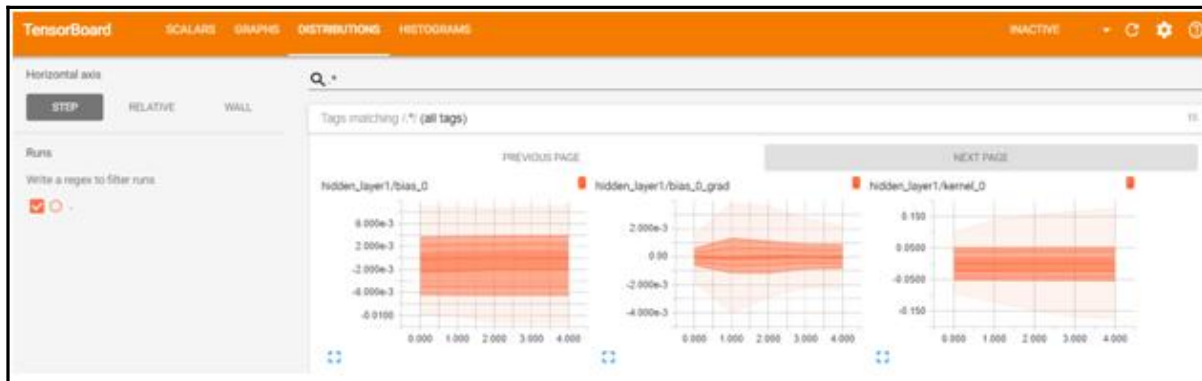 TensorBoard SCALARS GRAPHS DISTRIBUTIONS HISTOGRAMS INACTIVE
Horizontal axis
STEP RELATIVE WALL
Runs
Write a regex to filter runs
.
.*
Tags matching /.*/ (all tags)
PREVIOUS PAGE NEXT PAGE
hidden_layer1/bias_0
6.000e-3
2.000e-3
-2.000e-3
-6.000e-3
-0.0100
0.000 1.000 2.000 3.000 4.000
hidden_layer1/bias_0_grad
2.000e-3
0.00
-2.000e-3
-4.000e-3
0.000 1.000 2.000 3.000 4.000
hidden_layer1/kernel_0
0.150
0.0500
-0.0500
-0.150
0.000 1.000 2.000 3.000 4.000